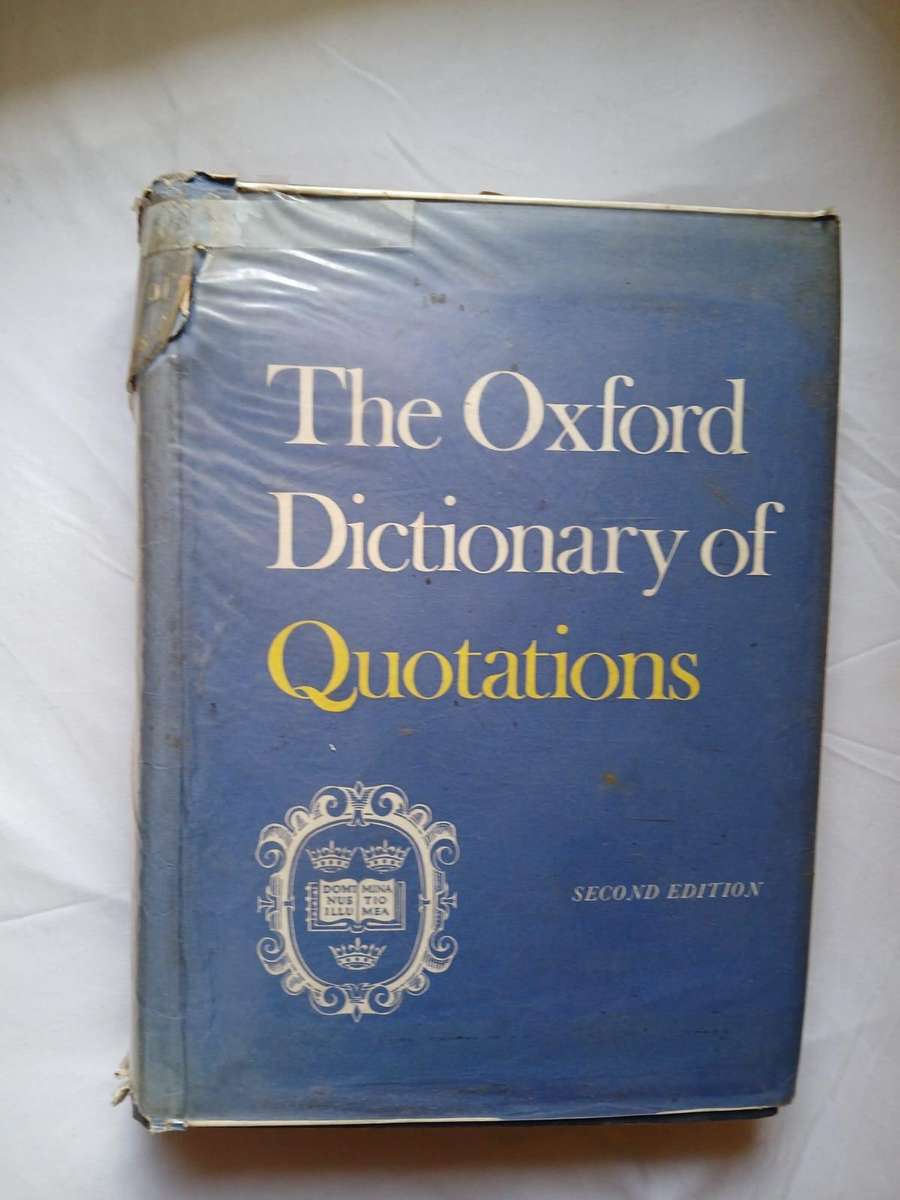 The Oxford
Dictionary of
Quotations
DOMI MINA
NUS TIO
ILLU MEA
SECOND EDITION